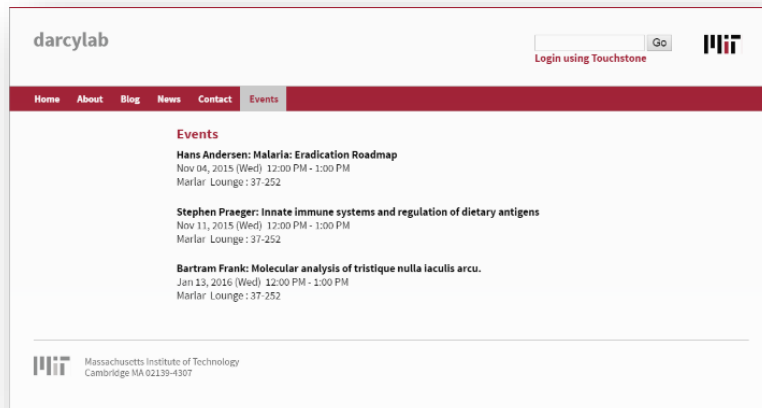 darcylab
Go
MIT
Login using Touchstone
Home About Blog News Contact Events
Events
Hans Andersen: Malaria: Eradication Roadmap
Nov 04, 2015 (Wed) 12:00 PM - 1:00 PM
Marlar Lounge : 37-252
Stephen Praeger: Innate immune systems and regulation of dietary antigens
Nov 11, 2015 (Wed) 12:00 PM - 1:00 PM
Marlar Lounge : 37-252
Bartram Frank: Molecular analysis of tristique nulla iaculis arcu.
Jan 13, 2016 (Wed) 12:00 PM - 1:00 PM
Marlar Lounge : 37-252
MIT
Massachusetts Institute of Technology
Cambridge MA 02139-4307